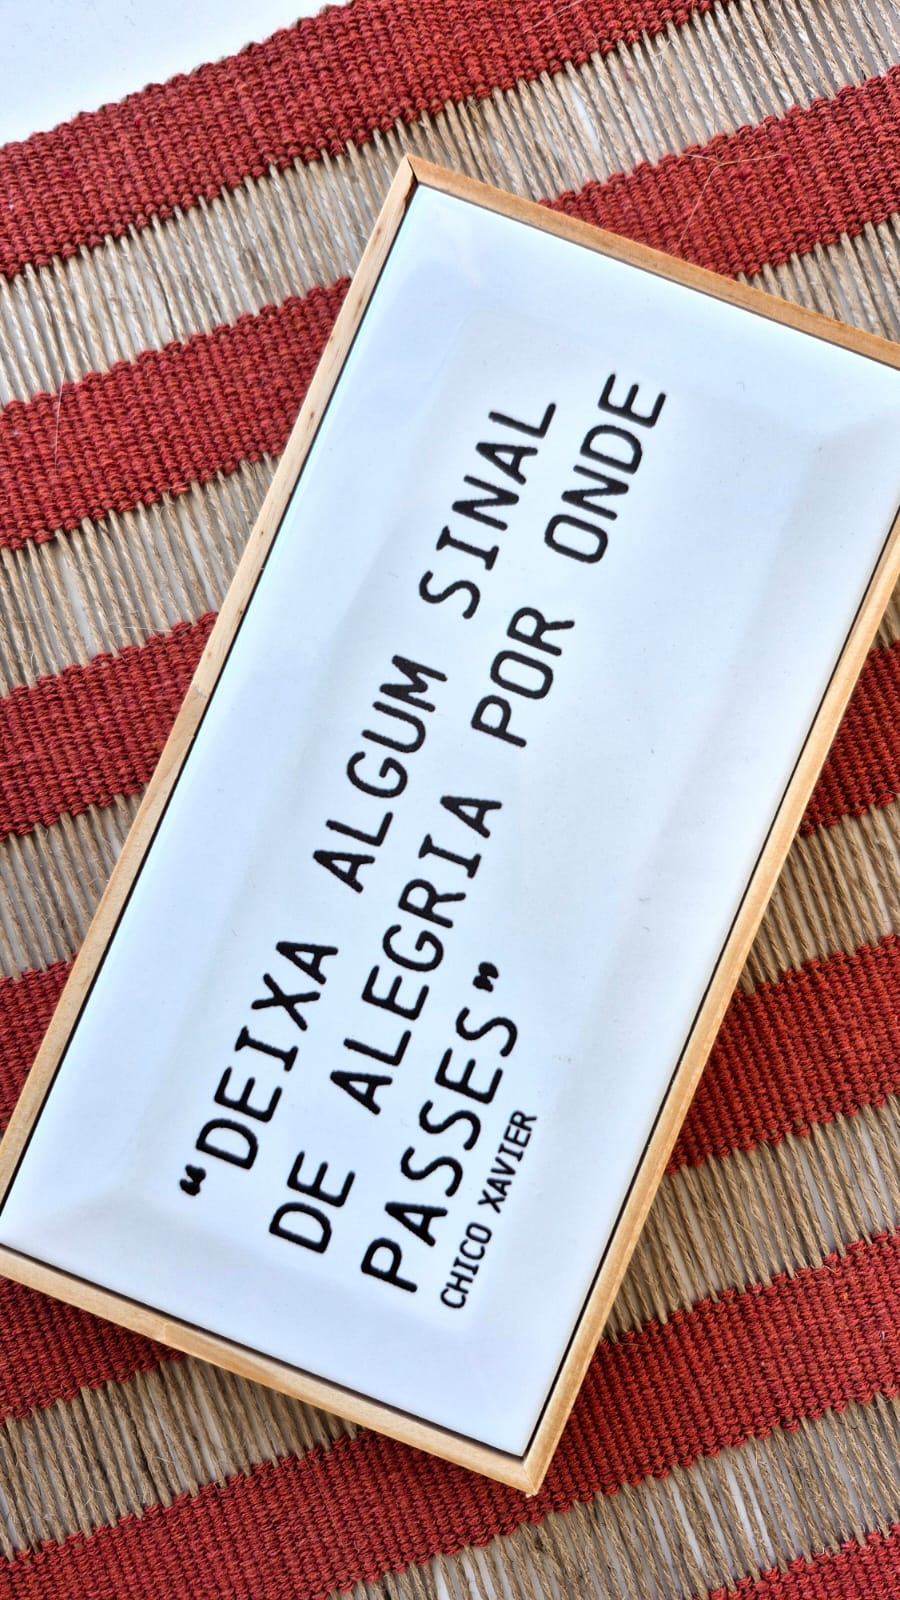 “DEIXA ALGUM SINAL
DE ALEGRIA POR ONDE
PASSES”
CHICO XAVIER